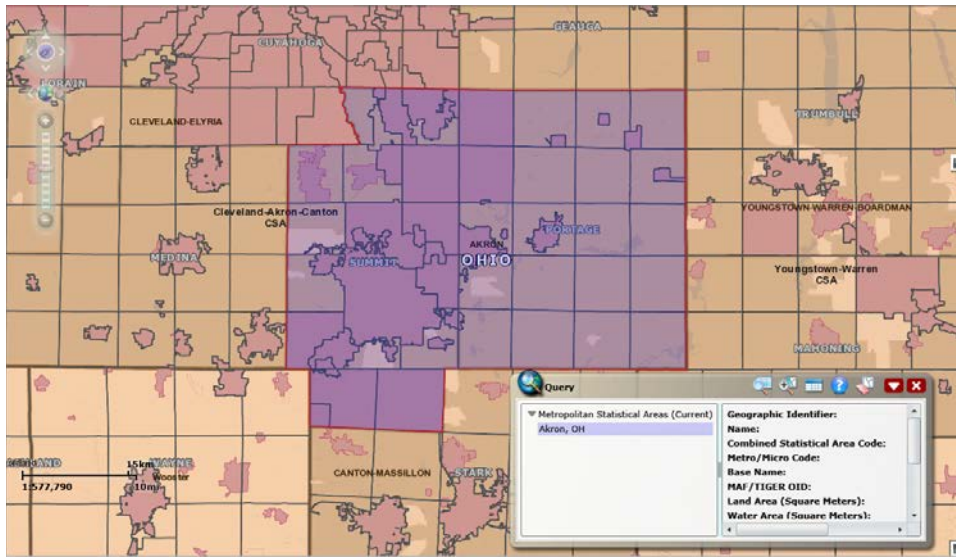 GEAUGA
CUYAHOGA
LORAIN
TRUMBULL
CLEVELAND-ELYRIA
Cleveland-Akron-Canton
CSA
YOUNGSTOWN-WARREN-BOARDMAN
PORTAGE
AKRON
OHIO
SUMMIT
MEDINA
Youngstown-Warren
CSA
MAHONING
Query
Metropolitan Statistical Areas (Current)
Akron, OH
Geographic Identifier:
Name:
Combined Statistical Area Code:
Metro/Micro Code:
Base Name:
MAF/TIGER OID:
Land Area (Square Meters):
Water Area (Square Meters):
15km
WAYNE
CANTON-MASSILLON
STARK
Wooster
1:577,790
10mi